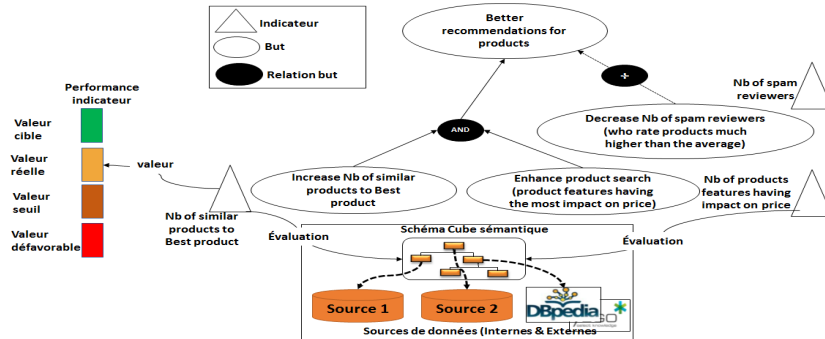 Indicateur
But
Relation but
Better
recommendations for
products
÷
Nb of spam
reviewers
Decrease Nb of spam reviewers
(who rate products much
higher than the average)
AND
Performance
indicateur
Valeur
cible
Valeur
réelle
Valeur
seuil
Valeur
défavorable
valeur
Increase Nb of similar
products to Best
product
Enhance product search
(product features having
the most impact on price)
Nb of products
features having
impact on price
Nb of similar
products to
Best product
Évaluation
Schéma Cube sémantique
Évaluation
Source 1
Source 2
DBpedia
Sources de données (Internes & Externes